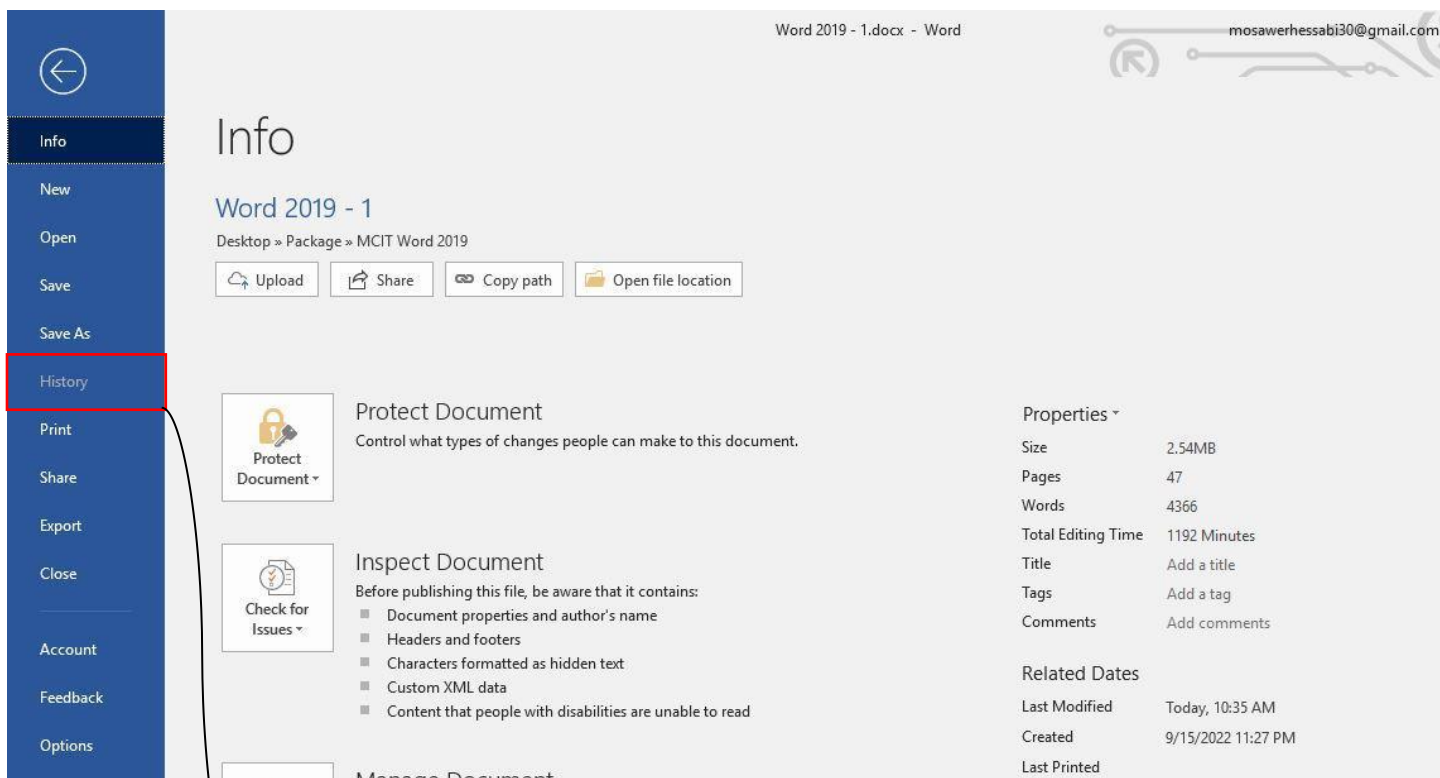 Word 2019 - 1.docx - Word
mosawerhessabi30@gmail.com
Info
New
Open
Save
Save As
History
Print
Share
Export
Close
Account
Feedback
Options
Info
Word 2019 - 1
Desktop » Package » MCIT Word 2019
Upload
Share
Copy path
Open file location
Protect Document
Protect Document
Control what types of changes people can make to this document.
Check for Issues
Inspect Document
Before publishing this file, be aware that it contains:
Document properties and author's name
Headers and footers
Characters formatted as hidden text
Custom XML data
Content that people with disabilities are unable to read
Manage Document
Properties
Size 2.54MB
Pages 47
Words 4366
Total Editing Time 1192 Minutes
Title Add a title
Tags Add a tag
Comments Add comments
Related Dates
Last Modified Today, 10:35 AM
Created 9/15/2022 11:27 PM
Last Printed